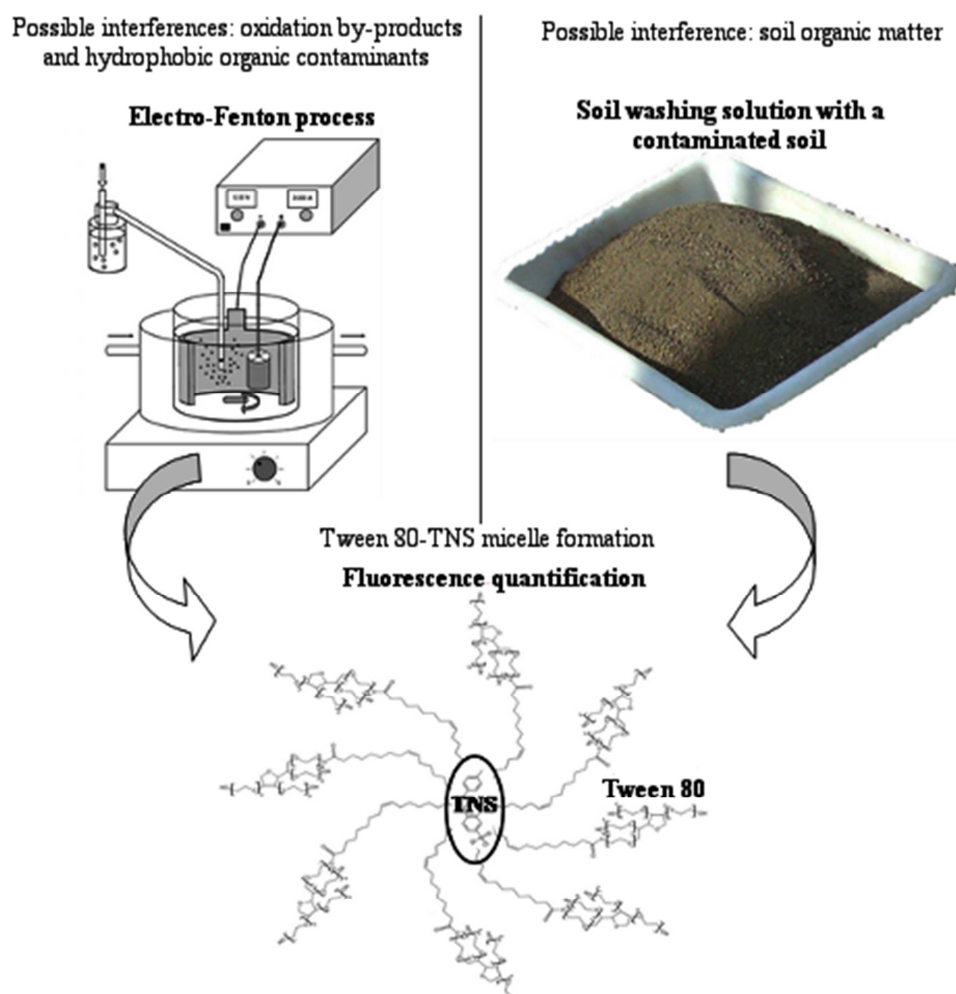 Possible interferences: oxidation by-products
and hydrophobic organic contaminants
Electro-Fenton process
Possible interference: soil organic matter
Soil washing solution with a
contaminated soil
Tween 80-TNS micelle formation
Fluorescence quantification
TNS
Tween 80